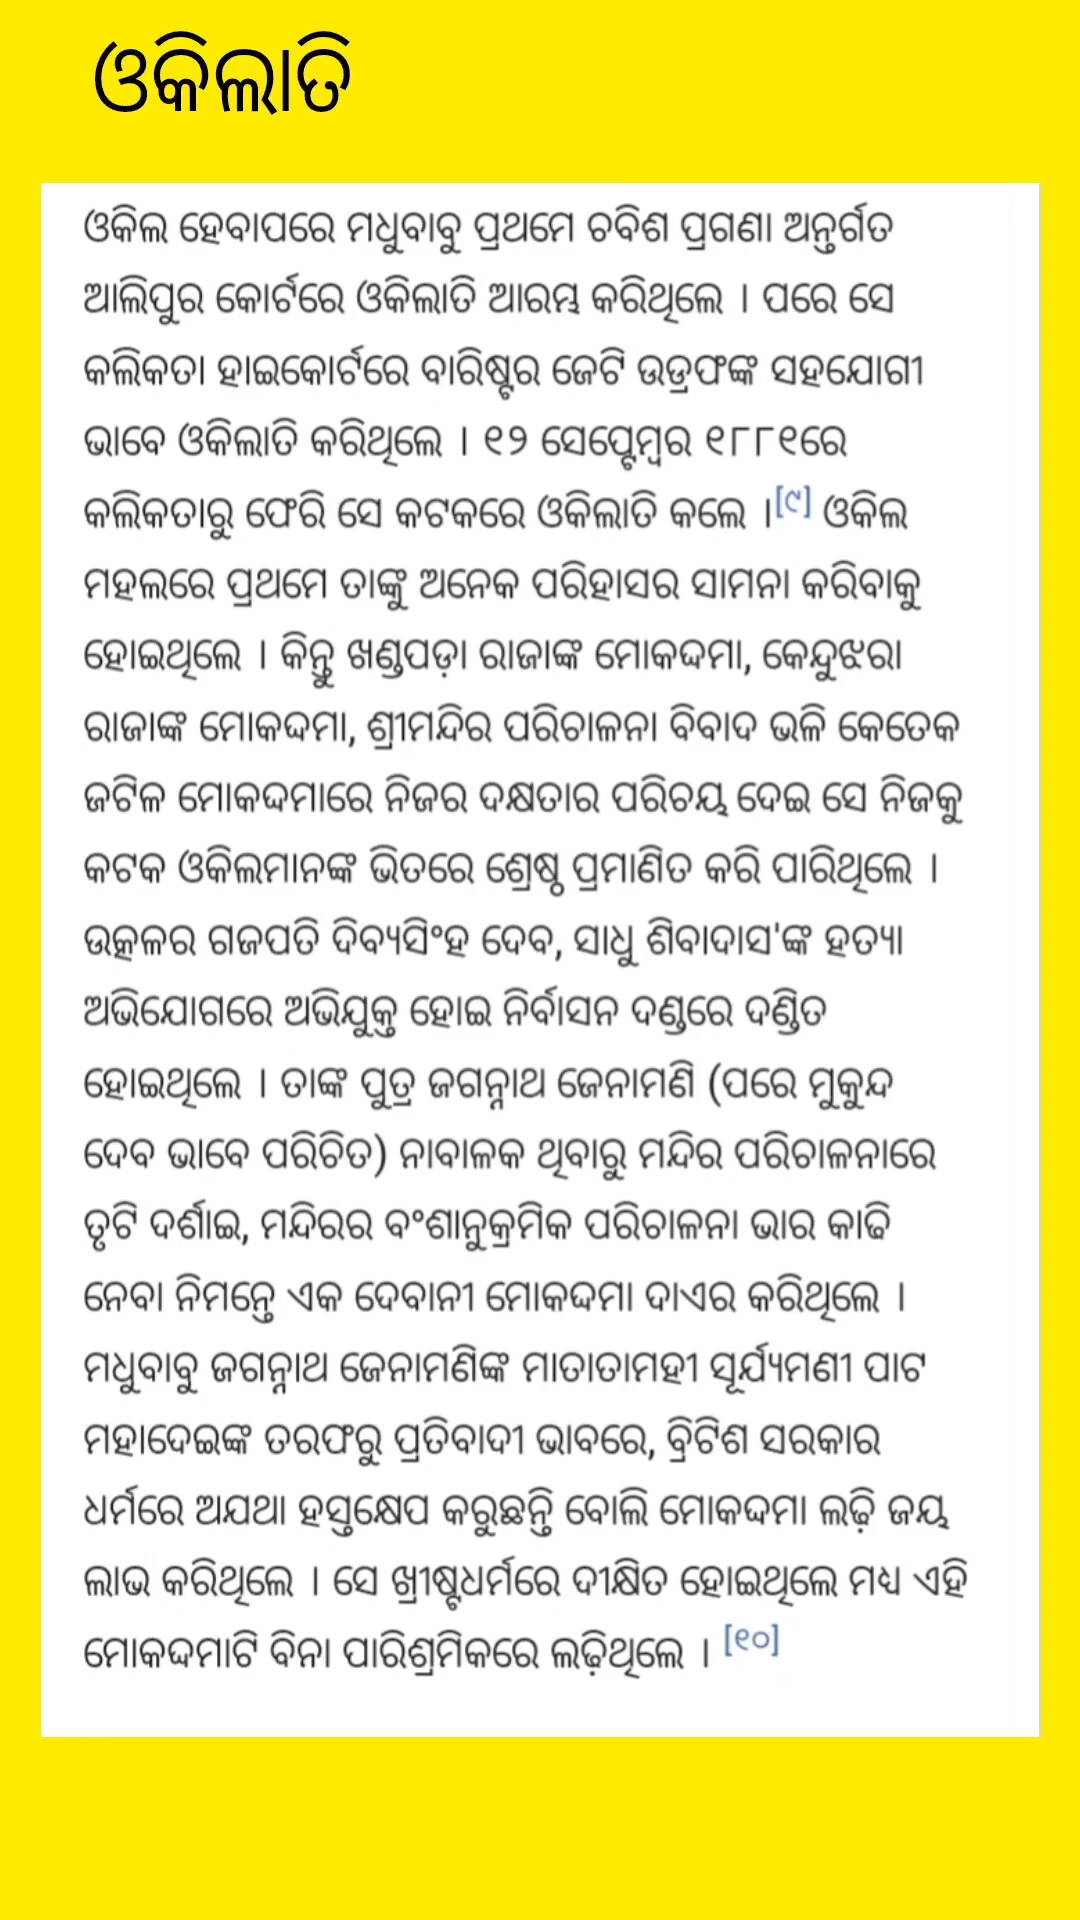 ଓକିଲାତି
ଓକିଲ ହେବାପରେ ମଧୁବାବୁ ପ୍ରଥମେ ଚବିଶ ପ୍ରଗଣା ଅନ୍ତର୍ଗତ
ଆଲିପୁର କୋର୍ଟରେ ଓକିଲାତି ଆରମ୍ଭ କରିଥିଲେ । ପରେ ସେ
କଲିକତା ହାଇକୋର୍ଟରେ ବାରିଷ୍ଟର ଜେଟି ଉଡ୍ରଫଙ୍କ ସହଯୋଗୀ
ଭାବେ ଓକିଲାତି କରିଥିଲେ । ୧୨ ସେପ୍ଟେମ୍ବର ୧୮୮୧ରେ
କଲିକତାରୁ ଫେରି ସେ କଟକରେ ଓକିଲାତି କଲେ ।[୯] ଓକିଲ
ମହଲରେ ପ୍ରଥମେ ତାଙ୍କୁ ଅନେକ ପରିହାସର ସାମନା କରିବାକୁ
ହୋଇଥିଲେ । କିନ୍ତୁ ଖଣ୍ଡପଡ଼ା ରାଜାଙ୍କ ମୋକଦ୍ଦମା, କେନ୍ଦୁଝରା
ରାଜାଙ୍କ ମୋକଦ୍ଦମା, ଶ୍ରୀମନ୍ଦିର ପରିଚାଳନା ବିବାଦ ଭଳି କେତେକ
ଜଟିଳ ମୋକଦ୍ଦମାରେ ନିଜର ଦକ୍ଷତାର ପରିଚୟ ଦେଇ ସେ ନିଜକୁ
କଟକ ଓକିଲମାନଙ୍କ ଭିତରେ ଶ୍ରେଷ୍ଠ ପ୍ରମାଣିତ କରି ପାରିଥିଲେ ।
ଉତ୍କଳର ଗଜପତି ଦିବ୍ୟସିଂହ ଦେବ, ସାଧୁ ଶିବାଦାସ'ଙ୍କ ହତ୍ୟା
ଅଭିଯୋଗରେ ଅଭିଯୁକ୍ତ ହୋଇ ନିର୍ବାସନ ଦଣ୍ଡରେ ଦଣ୍ଡିତ
ହୋଇଥିଲେ । ତାଙ୍କ ପୁତ୍ର ଜଗନ୍ନାଥ ଜେନାମଣି (ପରେ ମୁକୁନ୍ଦ
ଦେବ ଭାବେ ପରିଚିତ) ନାବାଳକ ଥିବାରୁ ମନ୍ଦିର ପରିଚାଳନାରେ
ତୃଟି ଦର୍ଶାଇ, ମନ୍ଦିରର ବଂଶାନୁକ୍ରମିକ ପରିଚାଳନା ଭାର କାଢି
ନେବା ନିମନ୍ତେ ଏକ ଦେବାନୀ ମୋକଦ୍ଦମା ଦାଏର କରିଥିଲେ ।
ମଧୁବାବୁ ଜଗନ୍ନାଥ ଜେନାମଣିଙ୍କ ମାତାତାମହୀ ସୂର୍ଯ୍ୟମଣୀ ପାଟ
ମହାଦେଇଙ୍କ ତରଫରୁ ପ୍ରତିବାଦୀ ଭାବରେ, ବ୍ରିଟିଶ ସରକାର
ଧର୍ମରେ ଅଯଥା ହସ୍ତକ୍ଷେପ କରୁଛନ୍ତି ବୋଲି ମୋକଦ୍ଦମା ଲଢ଼ି ଜୟ
ଲାଭ କରିଥିଲେ । ସେ ଖ୍ରୀଷ୍ଟଧର୍ମରେ ଦୀକ୍ଷିତ ହୋଇଥିଲେ ମଧ୍ୟ ଏହି
ମୋକଦ୍ଦମାଟି ବିନା ପାରିଶ୍ରମିକରେ ଲଢ଼ିଥିଲେ । [୧୦]